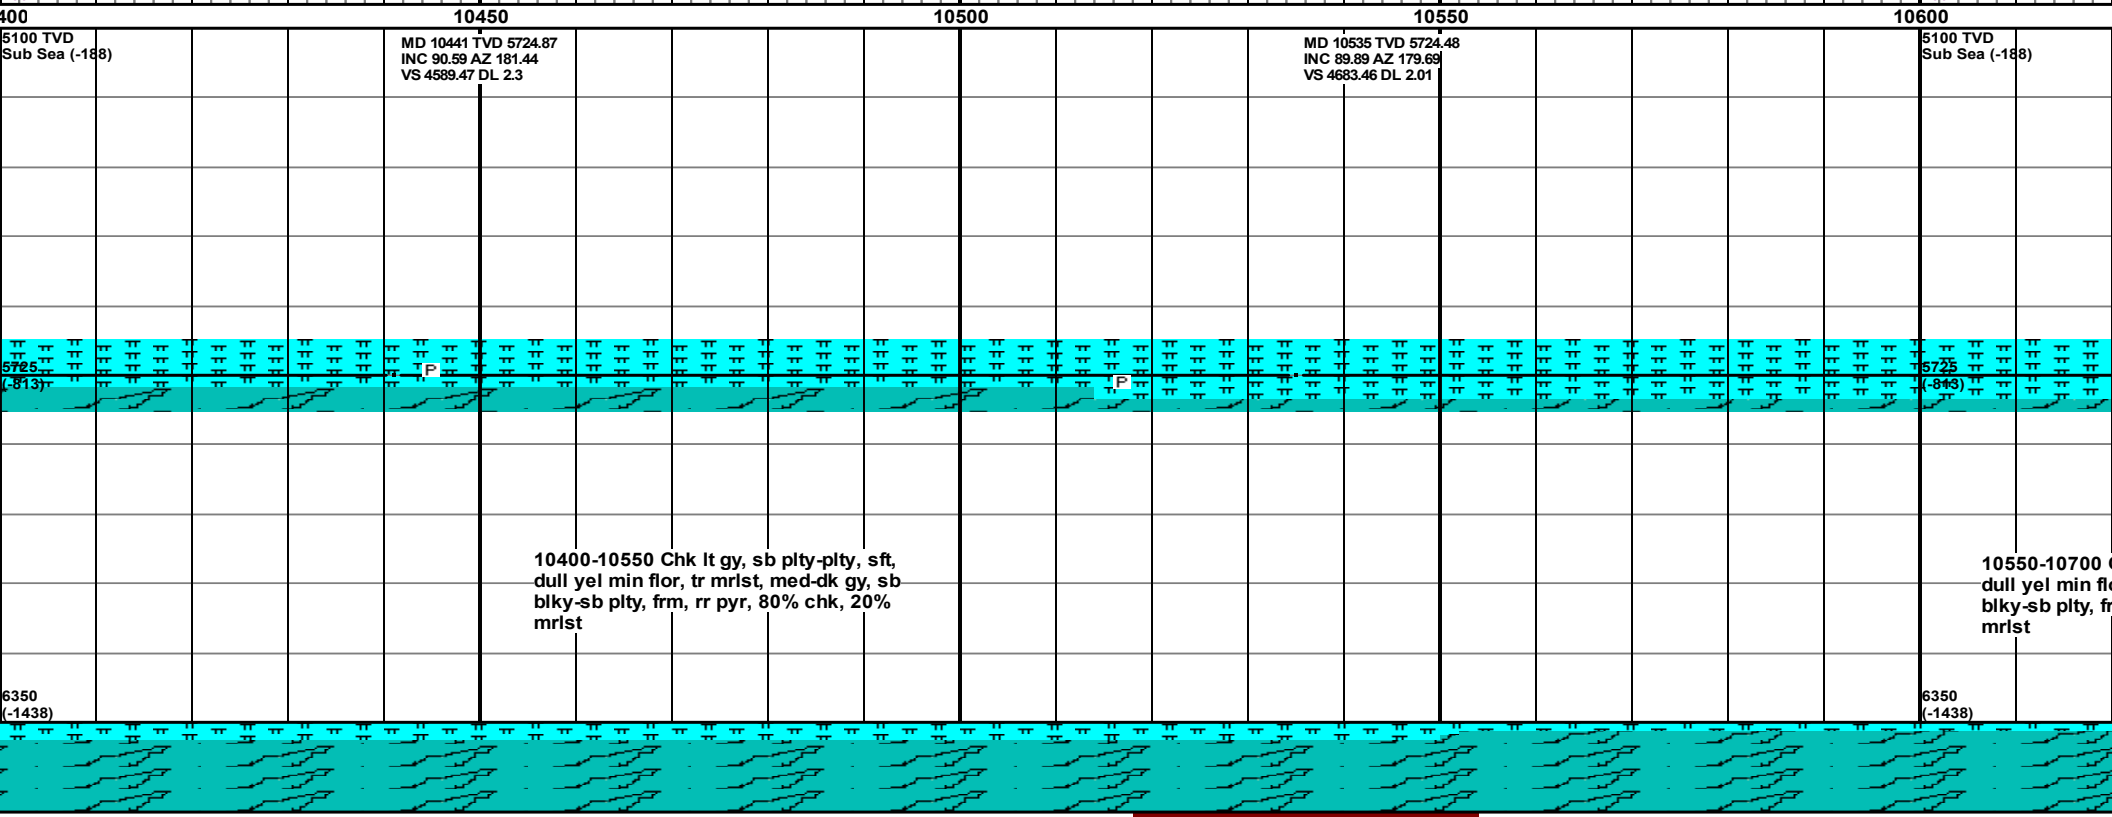 400 10450 10500 10550 10600
5100 TVD
Sub Sea (-188)
MD 10441 TVD 5724.87
INC 90.59 AZ 181.44
VS 4589.47 DL 2.3
MD 10535 TVD 5724.48
INC 89.89 AZ 179.69
VS 4683.46 DL 2.01
5100 TVD
Sub Sea (-188)
5725
(-813)
P
P
5725
(-813)
10400-10550 Chk lt gy, sb plty-plty, sft,
dull yel min flor, tr mrlst, med-dk gy, sb
blky-sb plty, frm, rr pyr, 80% chk, 20%
mrlst
10550-10700
dull yel min flo
blky-sb plty, fr
mrlst
6350
(-1438)
6350
(-1438)